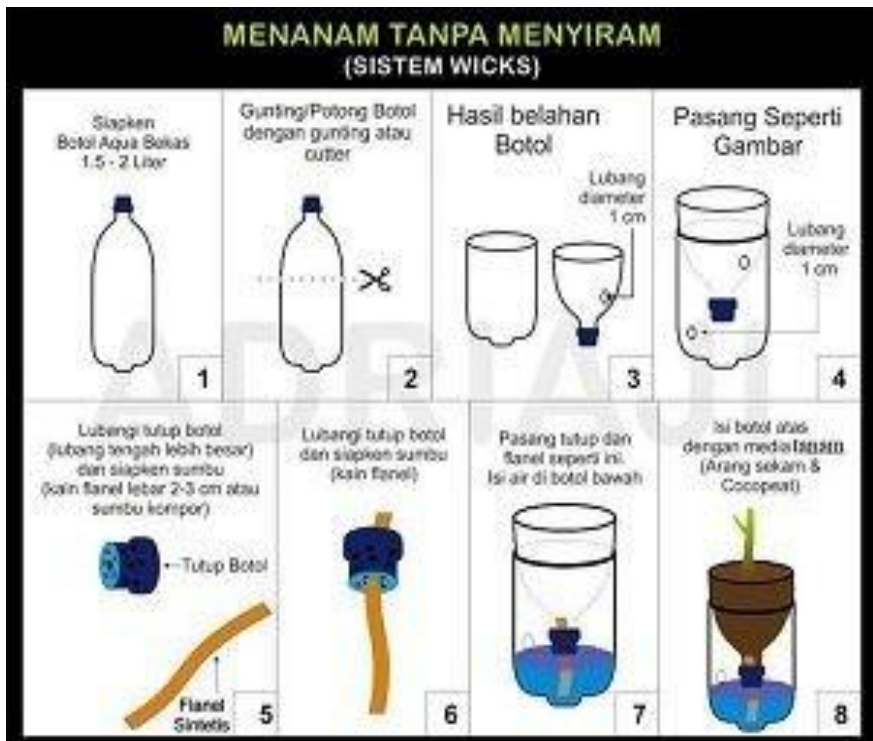 MENANAM TANPA MENYIRAM
(SISTEM WICKS)
Siapken
Botol Aqua Bekas
1.5 - 2 Liter
1
Gunting/Potong Botol
dengan gunting atau
cutter
2
Hasil belahan
Botol
Lubang
diameter
1 cm
3
Pasang Seperti
Gambar
Lubang
diameter
1 cm
4
ADRIAJI
Lubangi tutup botol
(lubang tengah lebih besar)
dan siapken sumbu
(kain flanel lebar 2-3 cm atau
sumbu kompor)
Tutup Botol
Flanel
Sintetis
5
Lubangi tutup botol
dan siapken sumbu
(kain flanel)
6
Pasang tutup dan
flanel seperti ini.
Isi air di botol bawah
7
Isi botol atas
dengan media tanam
(Arang sekam &
Cocopeat)
8